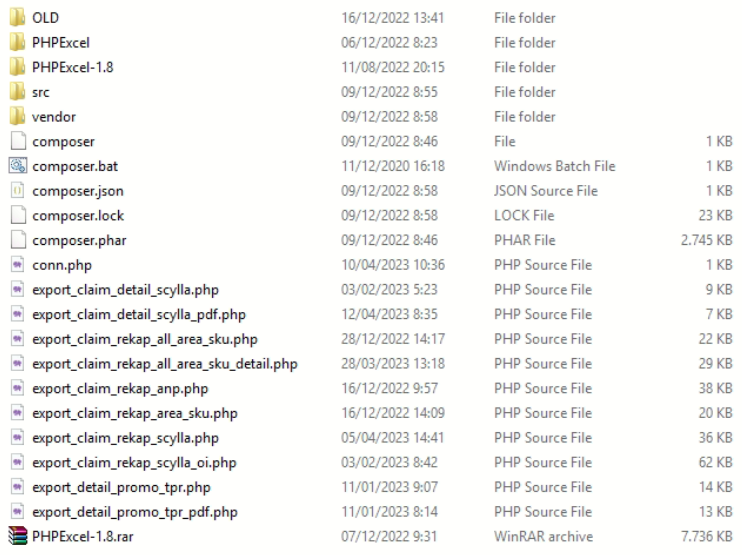 OLD 16/12/2022 13:41 File folder
PHPExcel 06/12/2022 8:23 File folder
PHPExcel-1.8 11/08/2022 20:15 File folder
src 09/12/2022 8:55 File folder
vendor 09/12/2022 8:58 File folder
composer 09/12/2022 8:46 File 1 KB
composer.bat 11/12/2020 16:18 Windows Batch File 1 KB
composer.json 09/12/2022 8:58 JSON Source File 1 KB
composer.lock 09/12/2022 8:58 LOCK File 23 KB
composer.phar 09/12/2022 8:46 PHAR File 2.745 KB
conn.php 10/04/2023 10:36 PHP Source File 1 KB
export_claim_detail_scylla.php 03/02/2023 5:23 PHP Source File 9 KB
export_claim_detail_scylla_pdf.php 12/04/2023 8:35 PHP Source File 7 KB
export_claim_rekap_all_area_sku.php 28/12/2022 14:17 PHP Source File 22 KB
export_claim_rekap_all_area_sku_detail.php 28/03/2023 13:18 PHP Source File 29 KB
export_claim_rekap_anp.php 16/12/2022 9:57 PHP Source File 38 KB
export_claim_rekap_area_sku.php 16/12/2022 14:09 PHP Source File 20 KB
export_claim_rekap_scylla.php 05/04/2023 14:41 PHP Source File 36 KB
export_claim_rekap_scylla_oi.php 03/02/2023 8:42 PHP Source File 62 KB
export_detail_promo_tpr.php 11/01/2023 9:07 PHP Source File 14 KB
export_detail_promo_tpr_pdf.php 11/01/2023 8:14 PHP Source File 13 KB
PHPExcel-1.8.rar 07/12/2022 9:31 WinRAR archive 7.736 KB